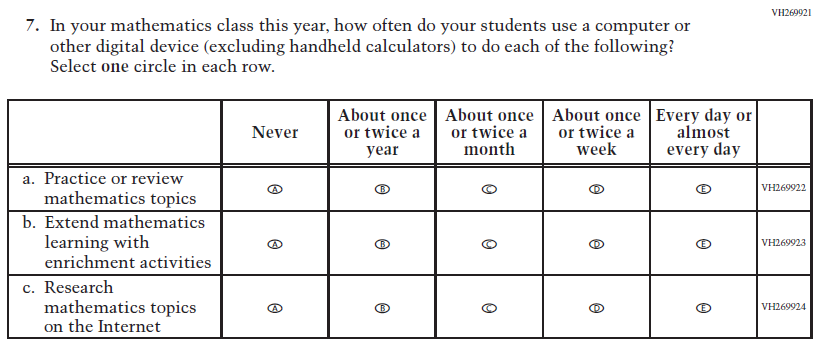 VH269921
7. In your mathematics class this year, how often do your students use a computer or
other digital device (excluding handheld calculators) to do each of the following?
Select one circle in each row.
Never
About once or twice a year
About once or twice a month
About once or twice a week
Every day or almost every day
a. Practice or review
mathematics topics
A B C D E VH269922
b. Extend mathematics
learning with
enrichment activities
A B C D E VH269923
c. Research
mathematics topics
on the Internet
A B C D E VH269924